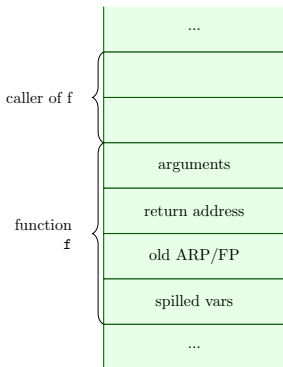 ...
caller of f
arguments
return address
function
f
old ARP/FP
spilled vars
...